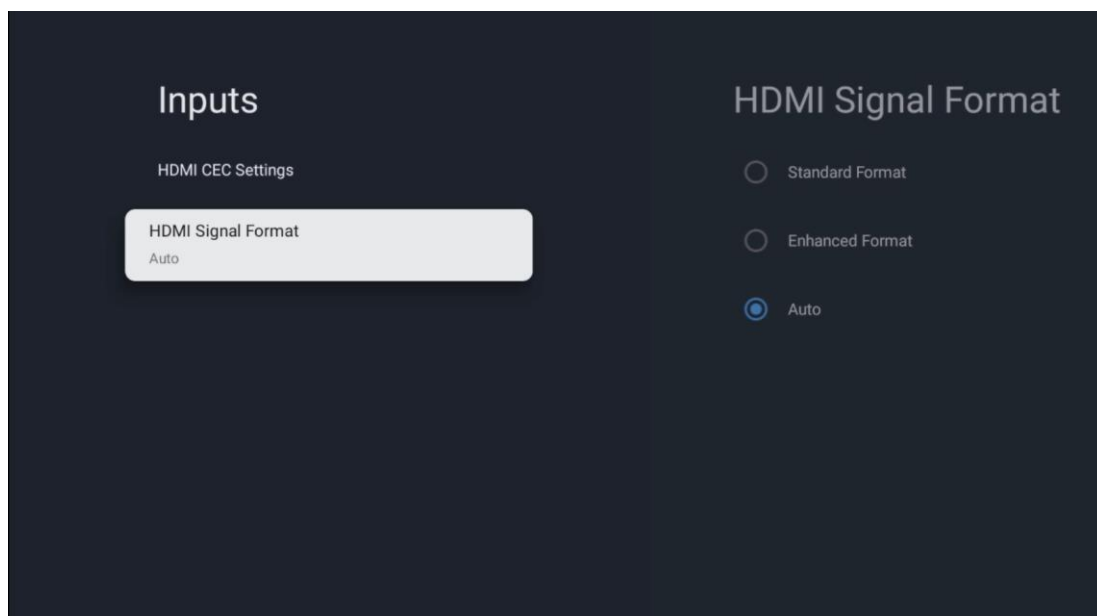 Inputs
HDMI CEC Settings
HDMI Signal Format
Auto
HDMI Signal Format
Standard Format
Enhanced Format
Auto